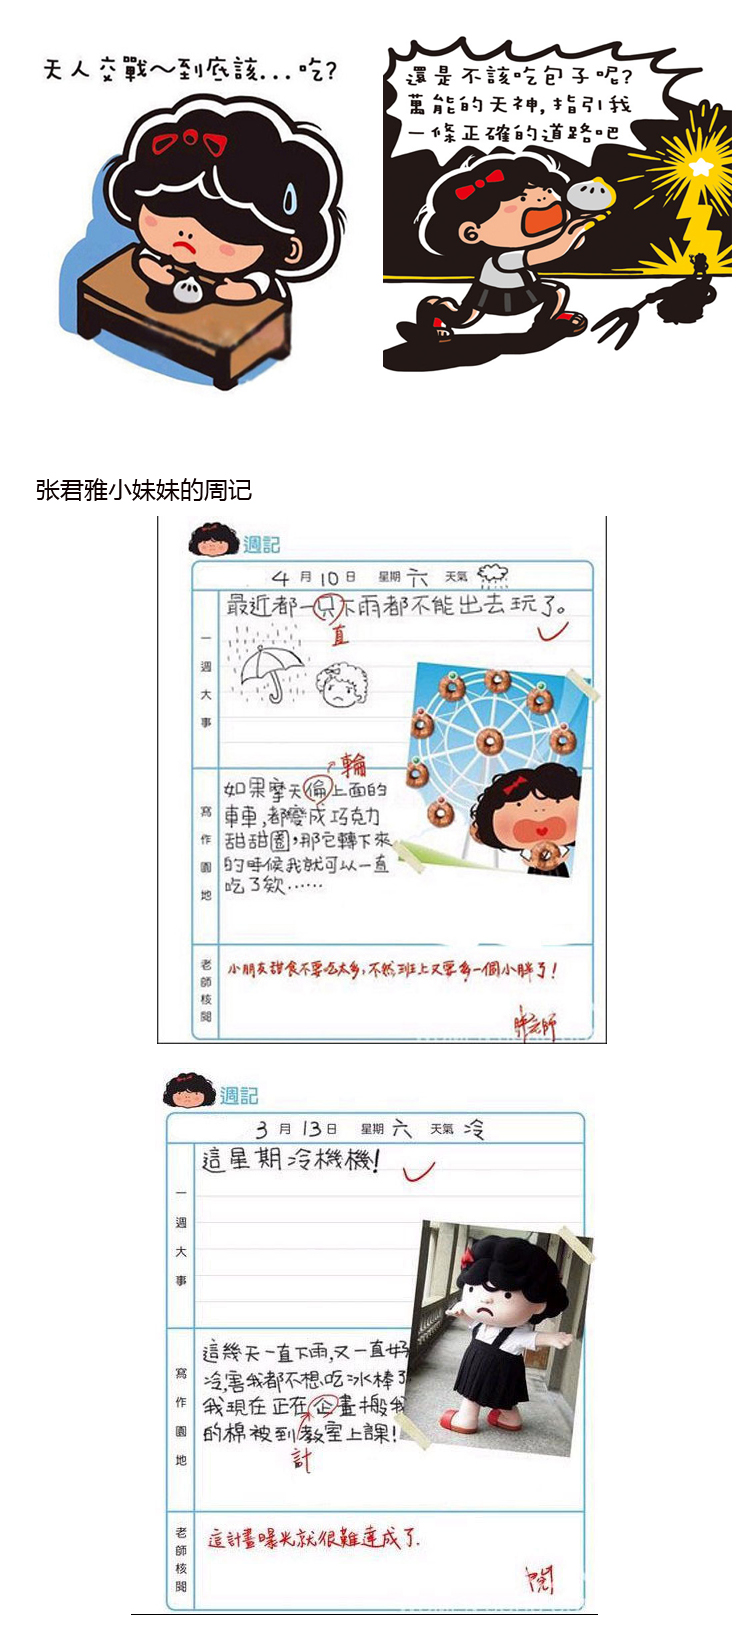 天人交戰～到底該...吃?
還是不該吃包子呢?
萬能的天神,指引我
一條正確的道路吧
张君雅小妹妹的周记
週記
4月10日 星期六 天氣
一週大事
最近都一只下雨都不能出去玩了。
直
寫作園地
輪
如果摩天倫上面的
車車,都變成巧克力
甜甜圈,那它轉下來
的時候我就可以一直
吃了欸……
老師核閱
小朋友甜食不要吃太多,不然班上又要多一個小胖了!
週記
3月13日 星期六 天氣冷
一週大事
這星期冷機機!
寫作園地
這幾天一直下雨,又一直好
冷,害我都不想吃冰棒了
我現在正在企畫搬我
的棉被到教室上課!
計
老師核閱
這計畫曝光就很難達成了.
閱